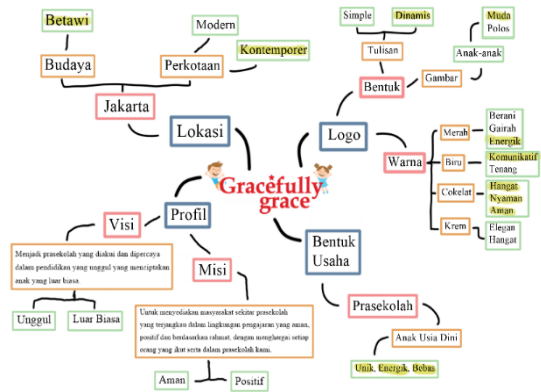 Betawi
Budaya
Modern
Kontemporer
Perkotaan
Jakarta
Lokasi
Simple
Dinamis
Tulisan
Muda
Polos
Anak-anak
Gambar
Bentuk
Logo
Warna
Merah
Berani
Gairah
Energik
Biru
Komunikatif
Tenang
Cokelat
Hangat
Nyaman
Aman
Krem
Elegan
Hangat
Gracefully
grace
Profil
Visi
Menjadi prasekolah yang diakui dan dipercaya
dalam pendidikan yang unggul yang menciptakan
anak yang luar biasa.
Unggul
Luar Biasa
Misi
Untuk menyediakan masyarakat sekitar prasekolah
yang terjangkau dalam lingkungan pengajaran yang aman,
positif dan berdasarkan rahmat, dengan menghargai setiap
orang yang ikut serta dalam prasekolah kami.
Aman
Positif
Bentuk
Usaha
Prasekolah
Anak Usia Dini
Unik, Energik, Bebas